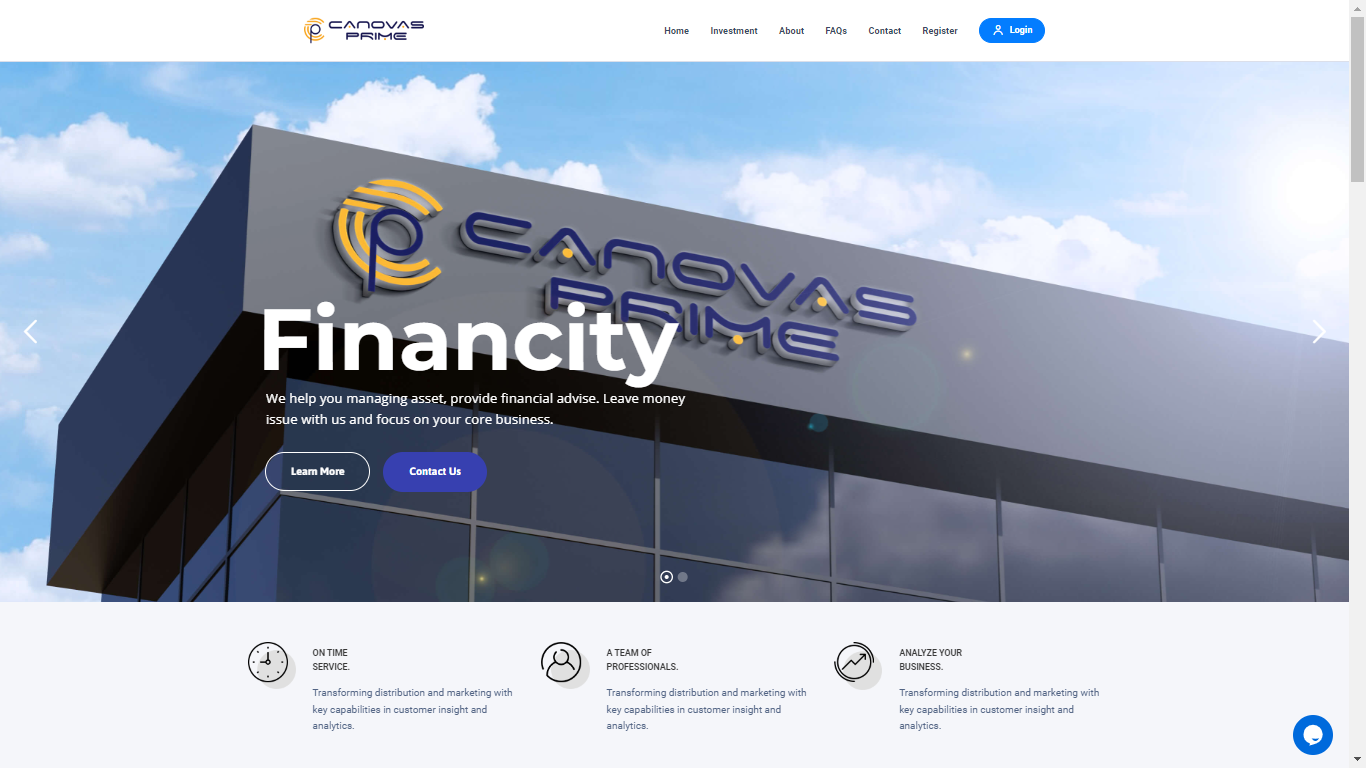 CANOVAS
PRIME
Home Investment About FAQs Contact Register Login
CANOVAS
PRIME
Financity
We help you managing asset, provide financial advise. Leave money
issue with us and focus on your core business.
Learn More Contact Us
ON TIME
SERVICE.
Transforming distribution and marketing with
key capabilities in customer insight and
analytics.
A TEAM OF
PROFESSIONALS.
Transforming distribution and marketing with
key capabilities in customer insight and
analytics.
ANALYZE YOUR
BUSINESS.
Transforming distribution and marketing with
key capabilities in customer insight and
analytics.